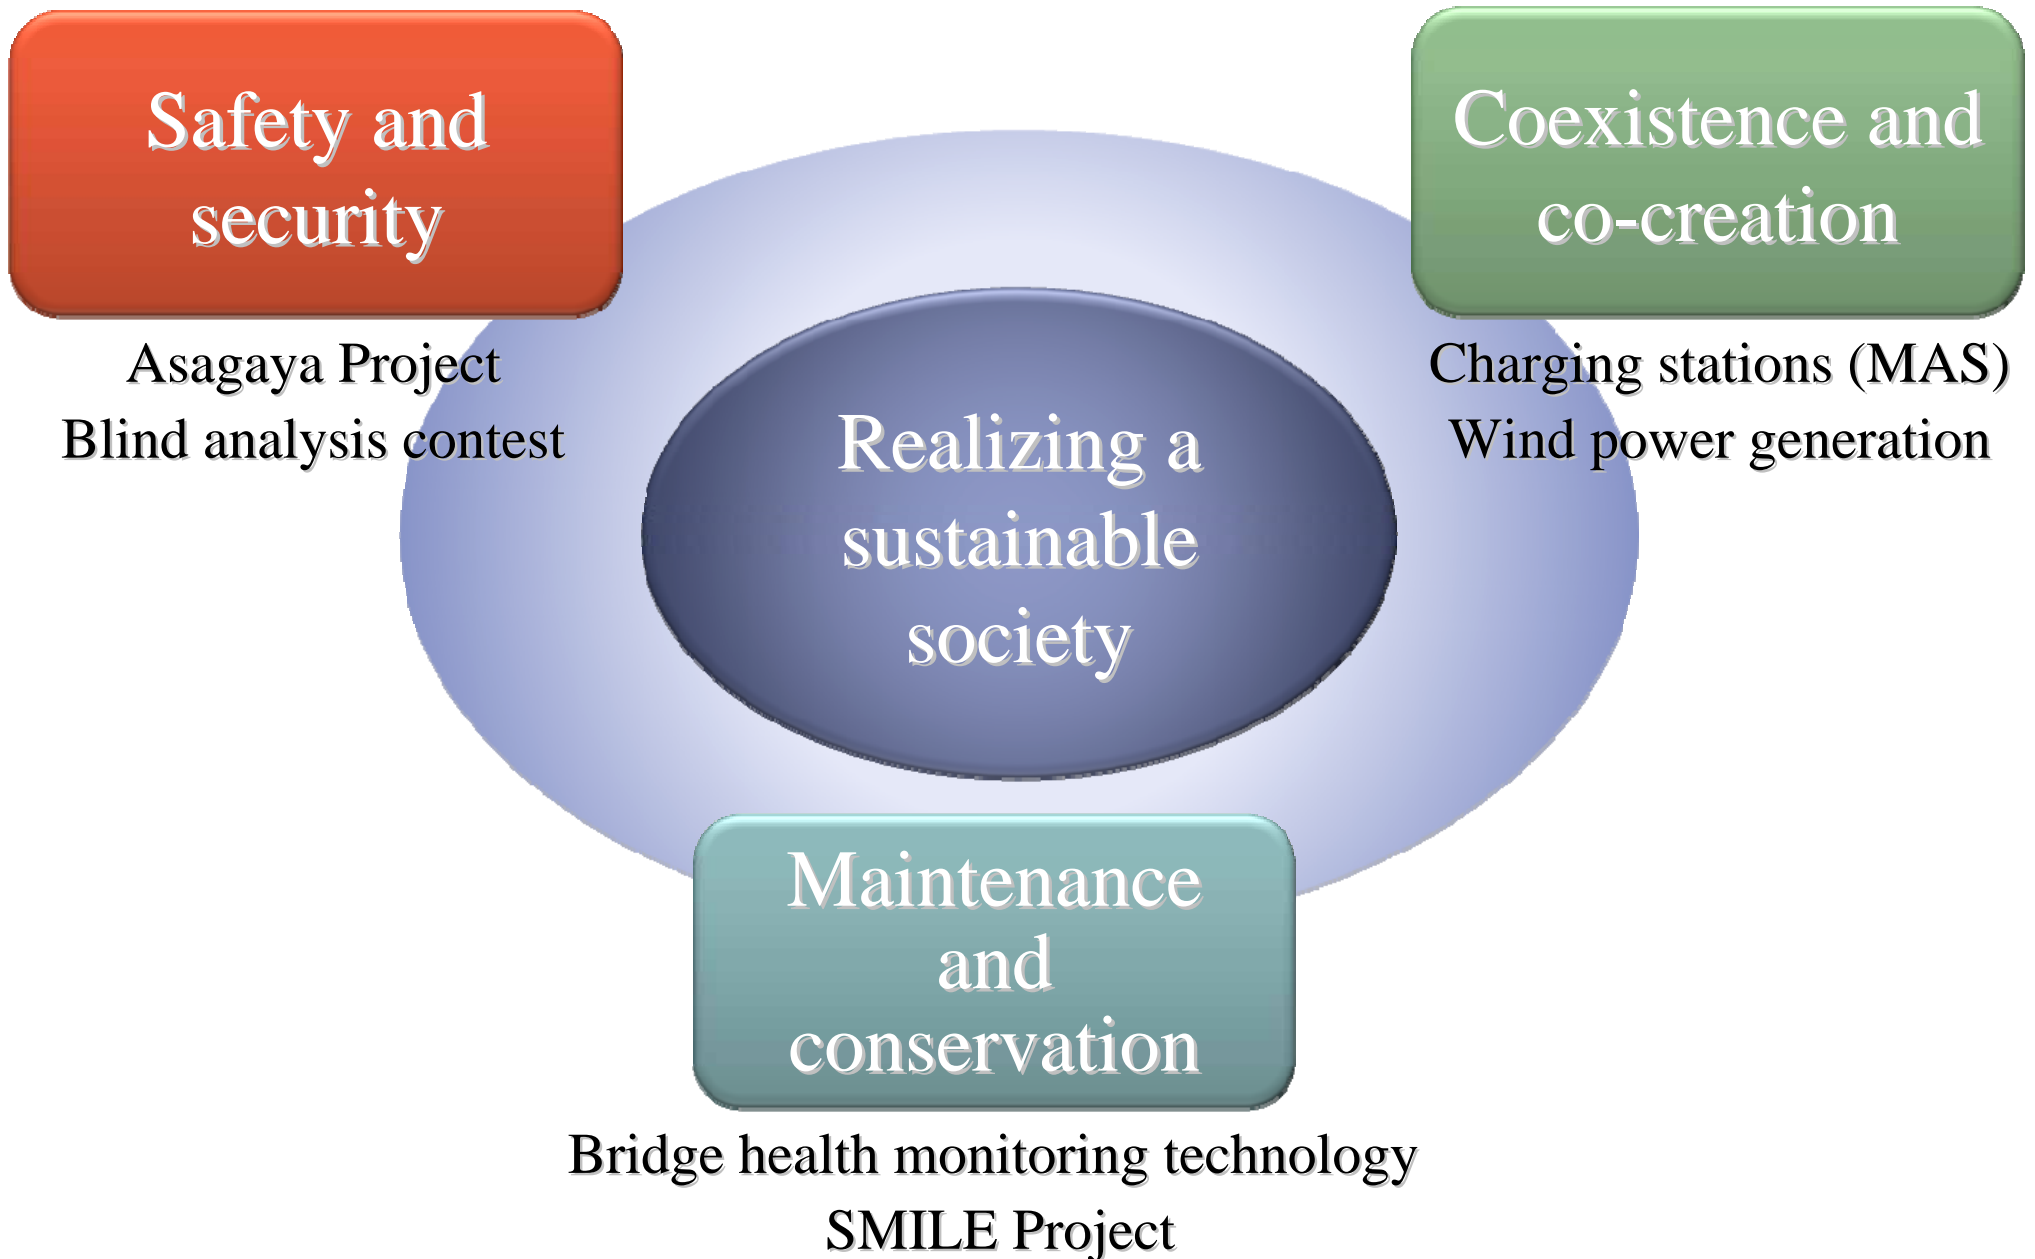 Safety and
security
Asagaya Project
Blind analysis contest
Coexistence and
co-creation
Charging stations (MAS)
Wind power generation
Realizing a
sustainable
society
Maintenance
and
conservation
Bridge health monitoring technology
SMILE Project